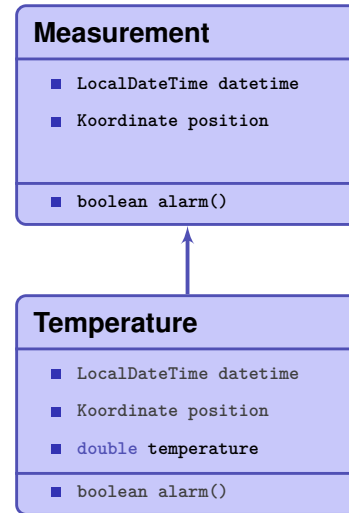 Measurement
LocalDateTime datetime
Koordinate position
boolean alarm()
Temperature
LocalDateTime datetime
Koordinate position
double temperature
boolean alarm()